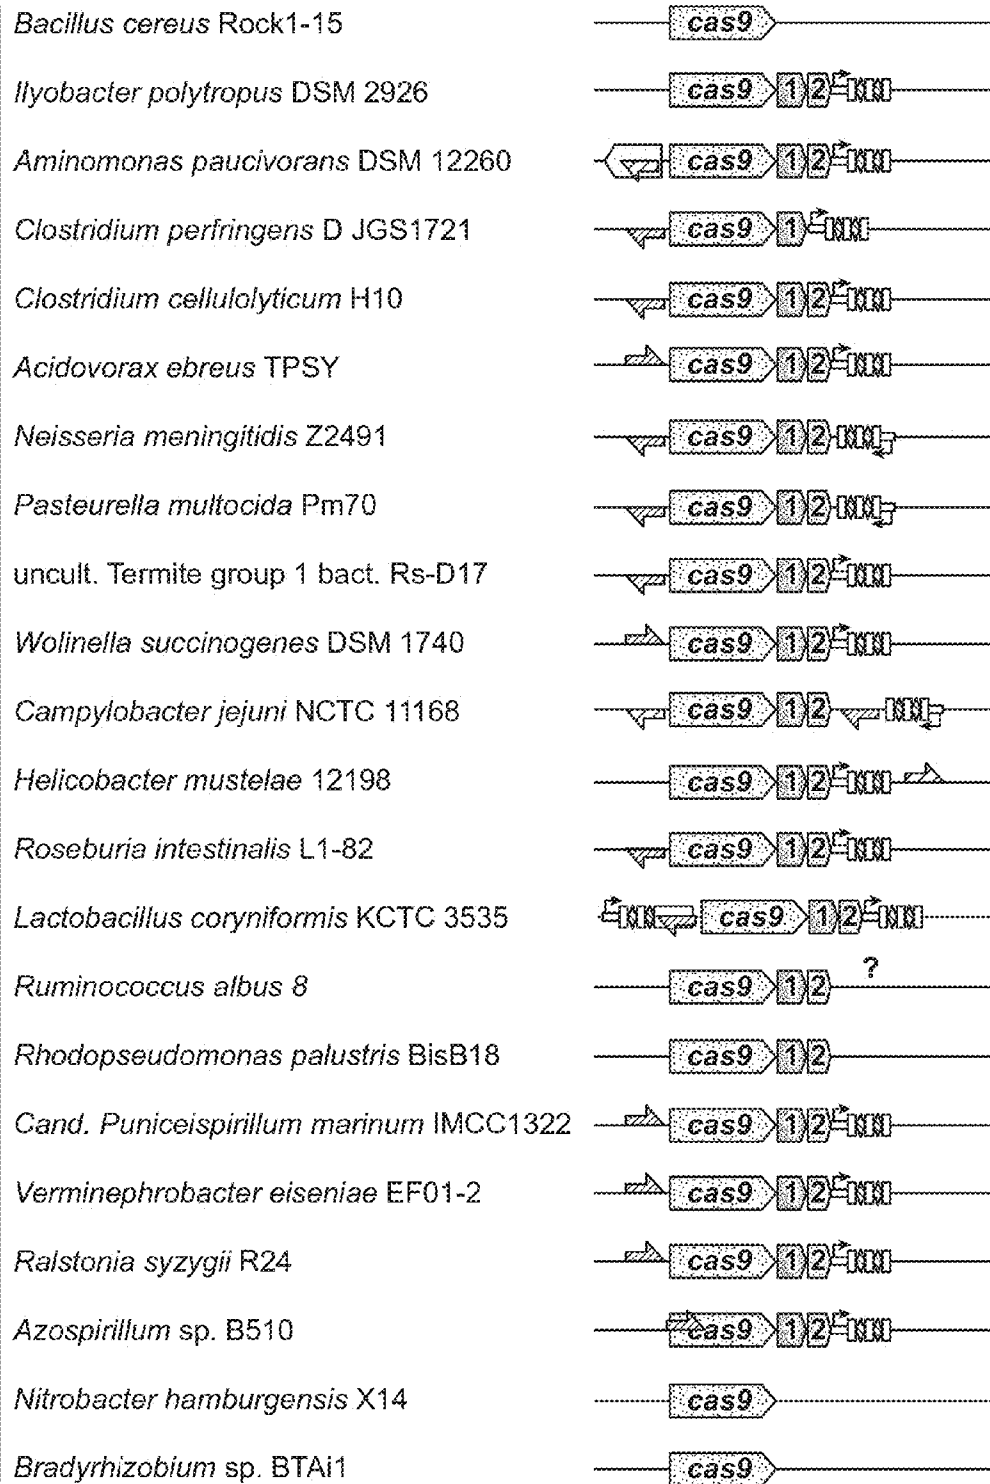 Bacillus cereus Rock1-15 cas9
Ilyobacter polytropus DSM 2926 cas9 1 2
Aminomonas paucivorans DSM 12260 cas9 1 2
Clostridium perfringens D JGS1721 cas9 1
Clostridium cellulolyticum H10 cas9 1 2
Acidovorax ebreus TPSY cas9 1 2
Neisseria meningitidis Z2491 cas9 1 2
Pasteurella multocida Pm70 cas9 1 2
uncult. Termite group 1 bact. Rs-D17 cas9 1 2
Wolinella succinogenes DSM 1740 cas9 1 2
Campylobacter jejuni NCTC 11168 cas9 1 2
Helicobacter mustelae 12198 cas9 1 2
Roseburia intestinalis L1-82 cas9 1 2
Lactobacillus coryniformis KCTC 3535 cas9 1 2
Ruminococcus albus 8 cas9 1 2 ?
Rhodopseudomonas palustris BisB18 cas9 1 2
Cand. Puniceispirillum marinum IMCC1322 cas9 1 2
Verminephrobacter eiseniae EF01-2 cas9 1 2
Ralstonia syzygii R24 cas9 1 2
Azospirillum sp. B510 cas9 1 2
Nitrobacter hamburgensis X14 cas9
Bradyrhizobium sp. BTAi1 cas9